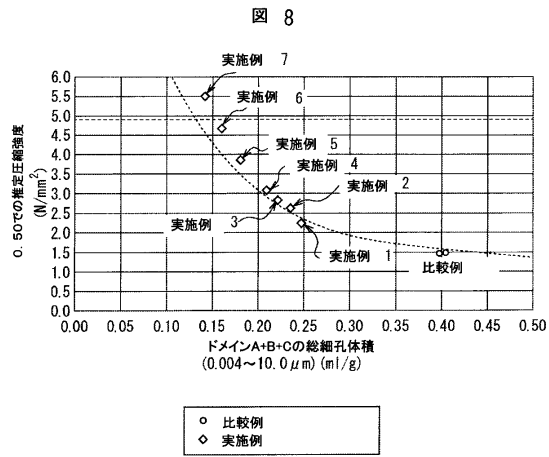 図 8
実施例 7
実施例 6
実施例 5
実施例 4
実施例 2
実施例 3
実施例 1
比較例
0.50での推定圧縮強度
(N/mm²)
6.0
5.5
5.0
4.5
4.0
3.5
3.0
2.5
2.0
1.5
1.0
0.5
0.0
0.00 0.05 0.10 0.15 0.20 0.25 0.30 0.35 0.40 0.45 0.50
ドメインA+B+Cの総細孔体積
(0.004~10.0μm)(ml/g)
比較例
実施例